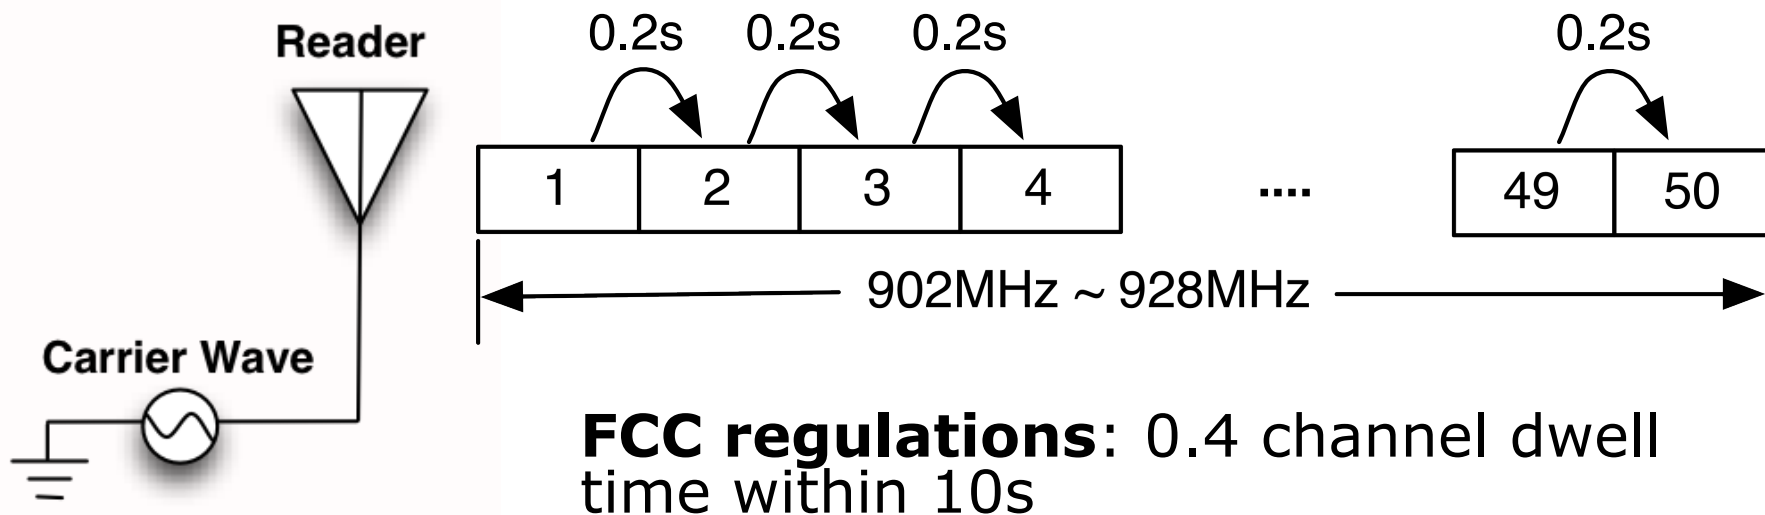 Reader
0.2s 0.2s 0.2s 0.2s
1 2 3 4 .... 49 50
902MHz ~ 928MHz
Carrier Wave
FCC regulations: 0.4 channel dwell
time within 10s